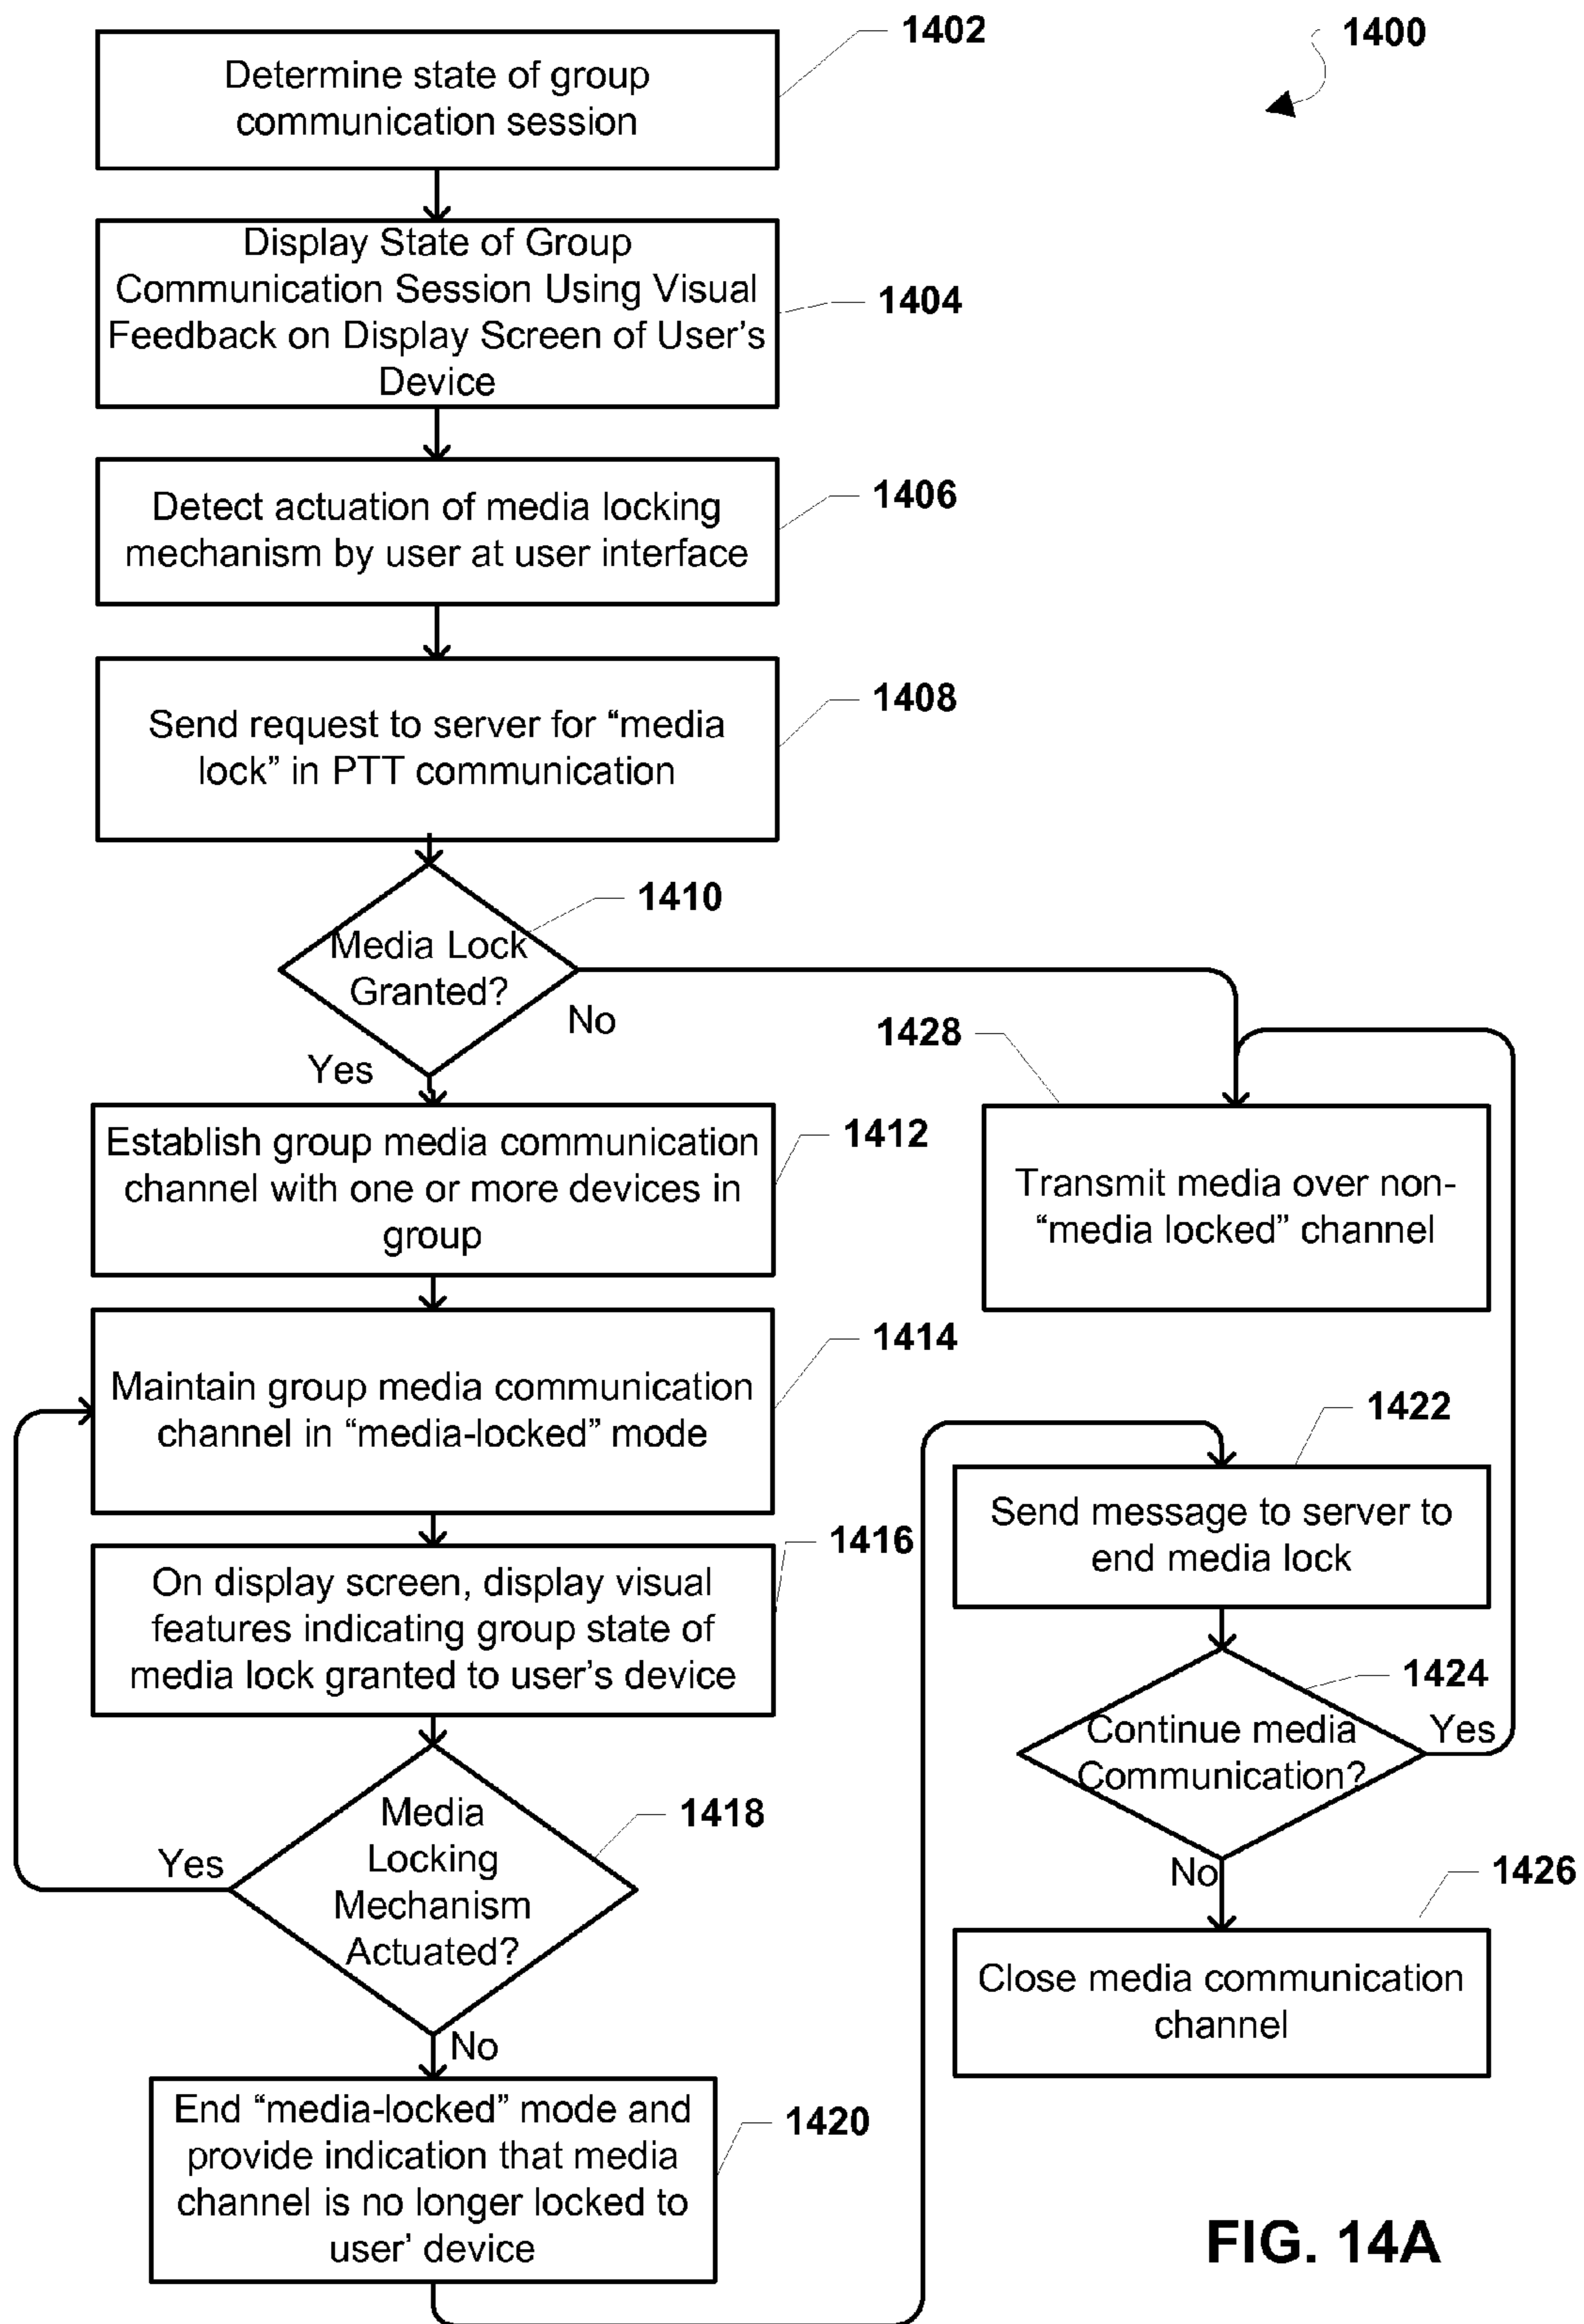 1402
1400
Determine state of group
communication session
Display State of Group
Communication Session Using Visual
Feedback on Display Screen of User’s
Device
1404
Detect actuation of media locking
mechanism by user at user interface
1406
Send request to server for “media
lock” in PTT communication
1408
1410
Media Lock
Granted?
No
Yes
1428
Transmit media over non-
“media locked” channel
Establish group media communication
channel with one or more devices in
group
1412
Maintain group media communication
channel in “media-locked” mode
1414
On display screen, display visual
features indicating group state of
media lock granted to user’s device
1416
1422
Send message to server to
end media lock
1424
Continue media
Communication?
Yes
No
1426
Close media communication
channel
Media
Locking
Mechanism
Actuated?
1418
Yes
No
End “media-locked” mode and
provide indication that media
channel is no longer locked to
user’ device
1420
FIG. 14A